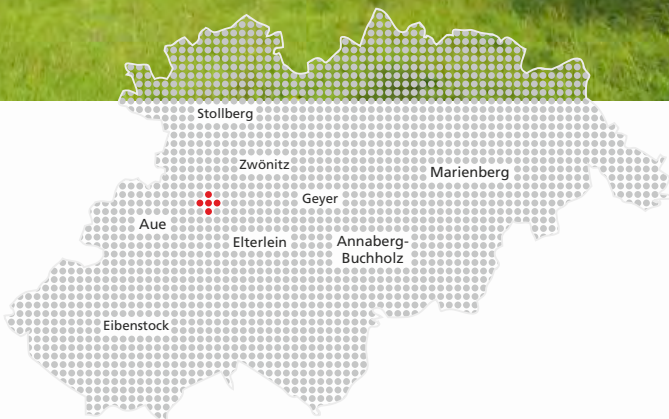 Stollberg
Zwönitz
Marienberg
Geyer
Aue
Elterlein
Annaberg-
Buchholz
Eibenstock